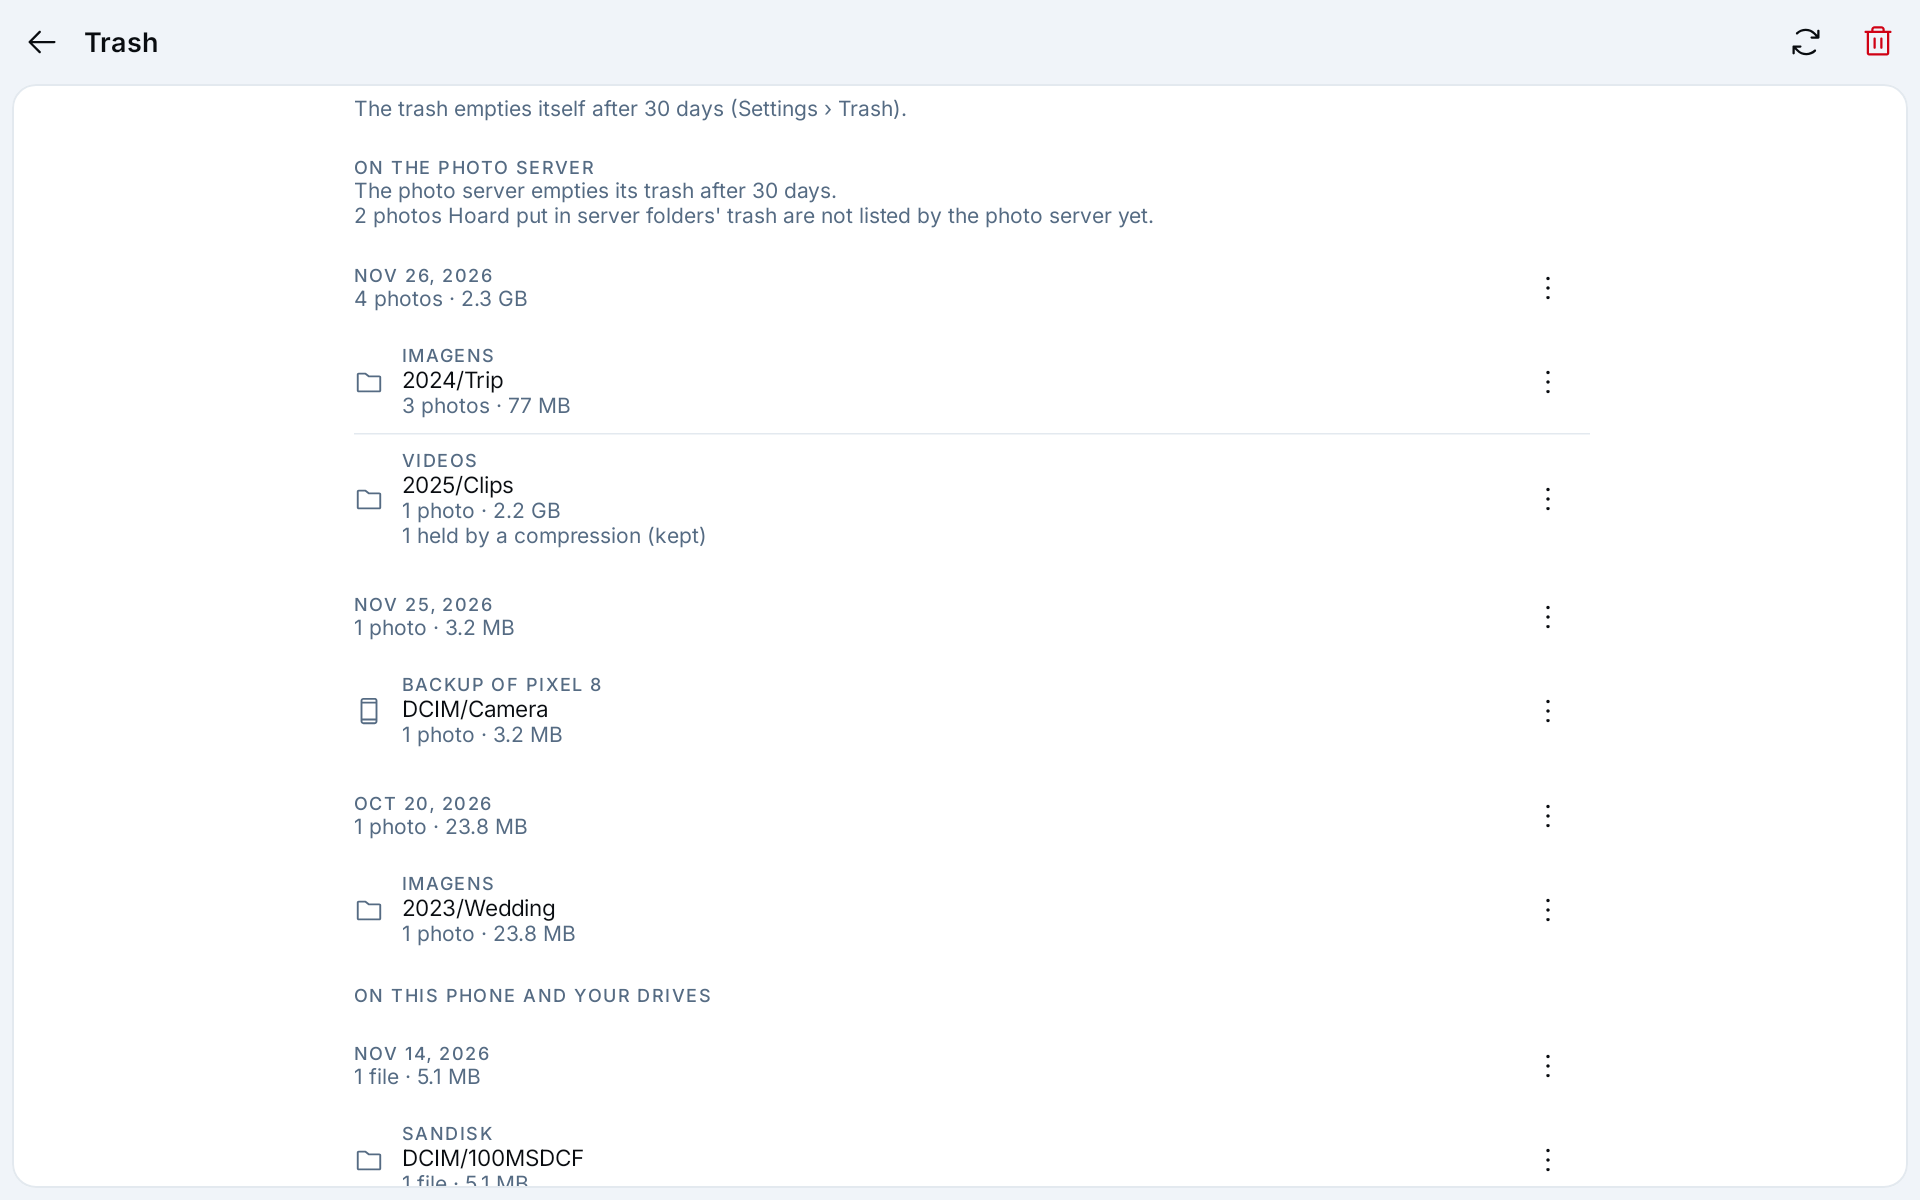 Trash
The trash empties itself after 30 days (Settings › Trash).
ON THE PHOTO SERVER
The photo server empties its trash after 30 days.
2 photos Hoard put in server folders' trash are not listed by the photo server yet.
NOV 26, 2026
4 photos · 2.3 GB
IMAGENS
2024/Trip
3 photos · 77 MB
VIDEOS
2025/Clips
1 photo · 2.2 GB
1 held by a compression (kept)
NOV 25, 2026
1 photo · 3.2 MB
BACKUP OF PIXEL 8
DCIM/Camera
1 photo · 3.2 MB
OCT 20, 2026
1 photo · 23.8 MB
IMAGENS
2023/Wedding
1 photo · 23.8 MB
ON THIS PHONE AND YOUR DRIVES
NOV 14, 2026
1 file · 5.1 MB
SANDISK
DCIM/100MSDCF
1 file · 5.1 MB